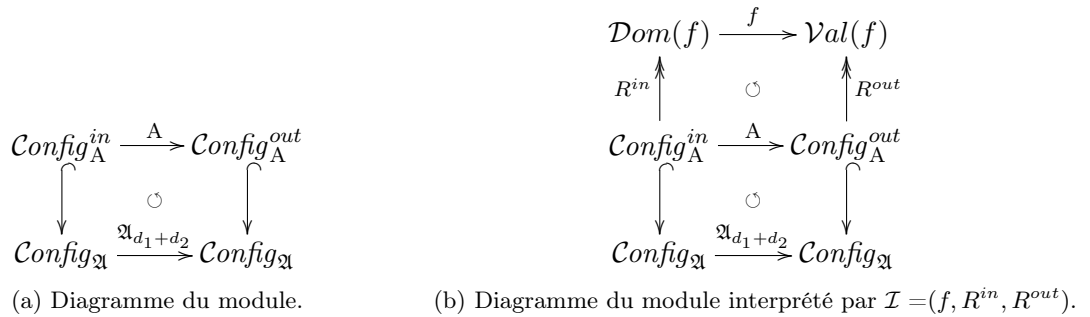 𝒟om(f) f 𝒱al(f)
R^{in} ↺ R^{out}
𝒞onfig_A^{in} A 𝒞onfig_A^{out}
𝒞onfig_A^{in} A 𝒞onfig_A^{out}
↺
↺
𝒞onfig_𝔄 𝔄_{d_1+d_2} 𝒞onfig_𝔄
𝒞onfig_𝔄 𝔄_{d_1+d_2} 𝒞onfig_𝔄
(a) Diagramme du module.
(b) Diagramme du module interprété par ℐ =(f, R^{in}, R^{out}).